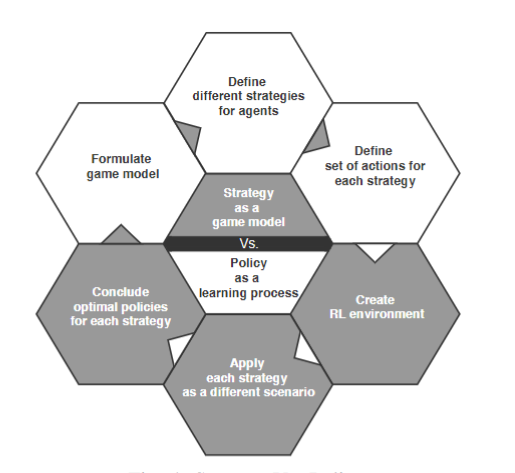 Define
different strategies
for agents
Formulate
game model
Define
set of actions for
each strategy
Strategy
as a
game model
Vs.
Policy
as a
learning process
Conclude
optimal policies
for each strategy
Create
RL environment
Apply
each strategy
as a different scenario